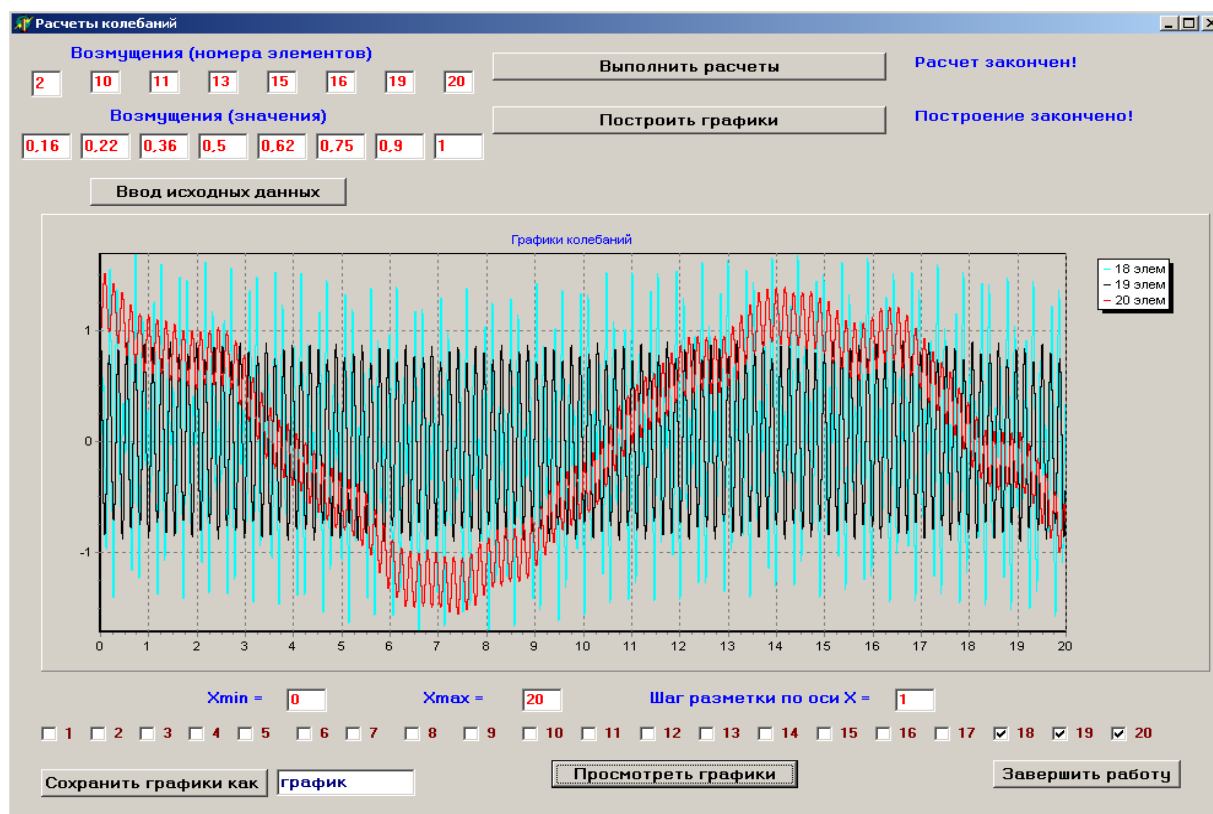 Расчеты колебаний
Возмущения (номера элементов)
2 10 11 13 15 16 19 20
Возмущения (значения)
0,16 0,22 0,36 0,5 0,62 0,75 0,9 1
Ввод исходных данных
Выполнить расчеты
Расчет закончен!
Построить графики
Построение закончено!
Графики колебаний
18 элем
19 элем
20 элем
1
0
-1
0 1 2 3 4 5 6 7 8 9 10 11 12 13 14 15 16 17 18 19 20
Xmin = 0 Xmax = 20 Шаг разметки по оси X = 1
1 2 3 4 5 6 7 8 9 10 11 12 13 14 15 16 17 18 19 20
Сохранить графики как график Просмотреть графики Завершить работу